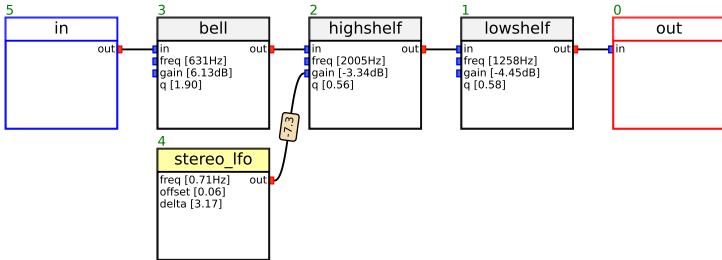 5
in
out
3
bell
in
out
freq [631Hz]
gain [6.13dB]
q [1.90]
2
highshelf
in
out
freq [2005Hz]
gain [-3.34dB]
q [0.56]
1
lowshelf
in
out
freq [1258Hz]
gain [-4.45dB]
q [0.58]
0
out
in
-7.3
4
stereo_lfo
freq [0.71Hz]
out
offset [0.06]
delta [3.17]